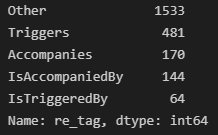 Other 1533
Triggers 481
Accompanies 170
IsAccompaniedBy 144
IsTriggeredBy 64
Name: re_tag, dtype: int64